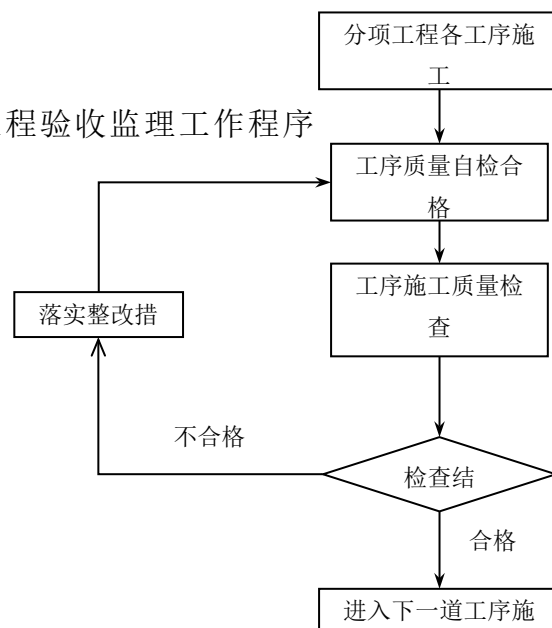 分项工程各工序施
工
程验收监理工作程序
工序质量自检合
格
工序施工质量检
查
落实整改措
不合格
检查结
合格
进入下一道工序施